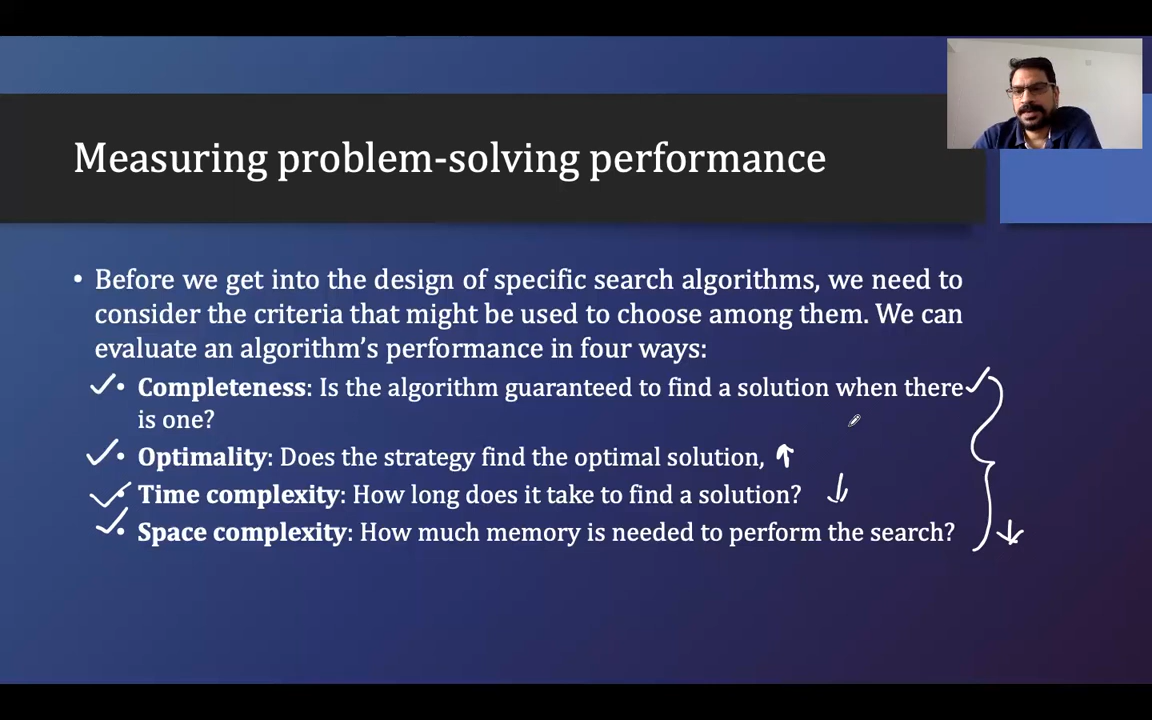 Measuring problem-solving performance
• Before we get into the design of specific search algorithms, we need to
consider the criteria that might be used to choose among them. We can
evaluate an algorithm's performance in four ways:
• Completeness: Is the algorithm guaranteed to find a solution when there
is one?
• Optimality: Does the strategy find the optimal solution,
• Time complexity: How long does it take to find a solution?
• Space complexity: How much memory is needed to perform the search?